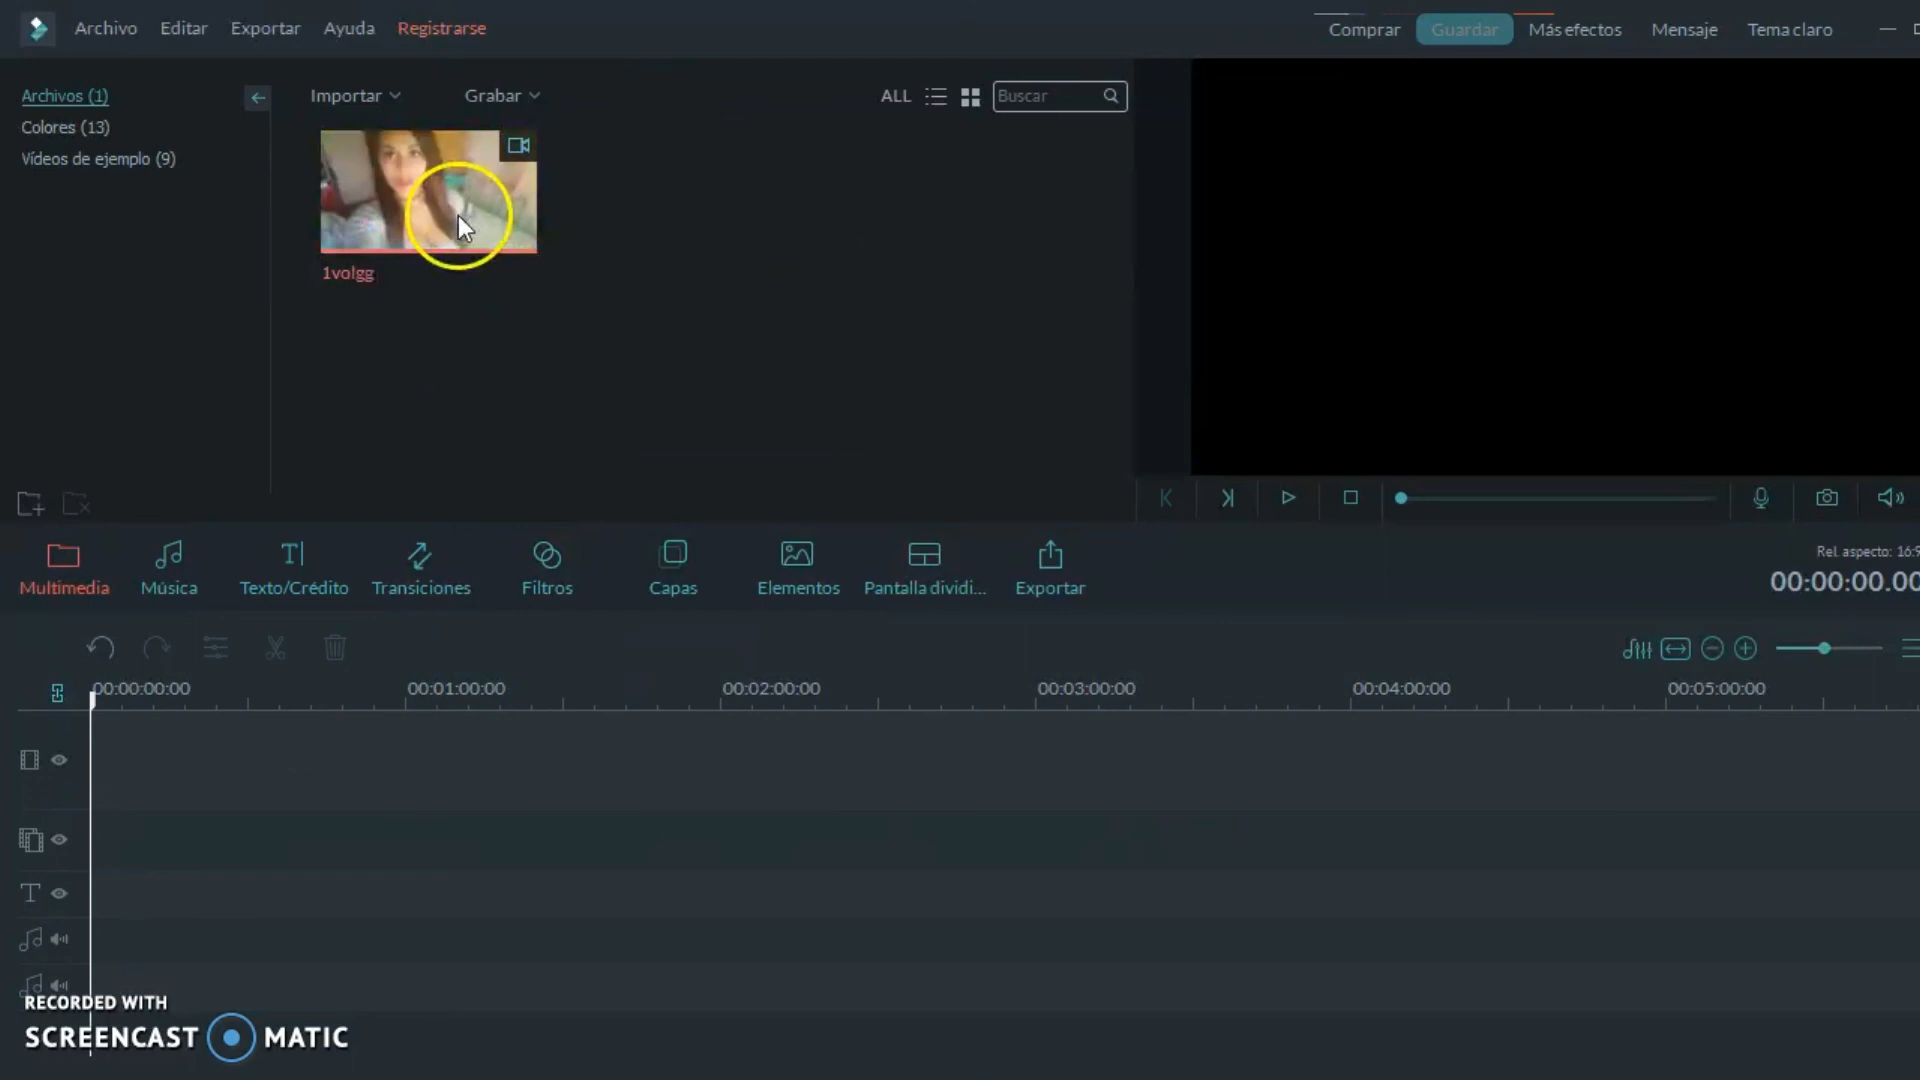 Archivo Editar Exportar Ayuda Registrarse Comprar Guardar Más efectos Mensaje Tema claro
Archivos (1) Importar Grabar ALL Buscar
Colores (13)
Vídeos de ejemplo (9)
1volgg
Rel. aspecto: 16:9
Multimedia Música Texto/Crédito Transiciones Filtros Capas Elementos Pantalla dividi... Exportar 00:00:00.00
00:00:00:00 00:01:00:00 00:02:00:00 00:03:00:00 00:04:00:00 00:05:00:00
RECORDED WITH
SCREENCAST MATIC